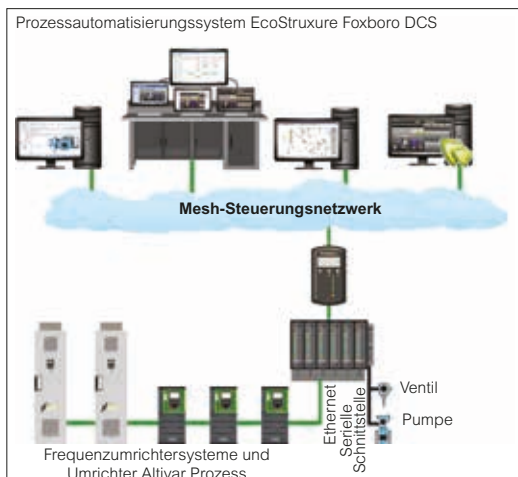 Prozessautomatisierungssystem EcoStruxure Foxboro DCS
Mesh-Steuerungsnetzwerk
Ethernet
Serielle
Schnittstelle
Ventil
Pumpe
Frequenzumrichtersysteme und
Umrichter Altivar Prozess